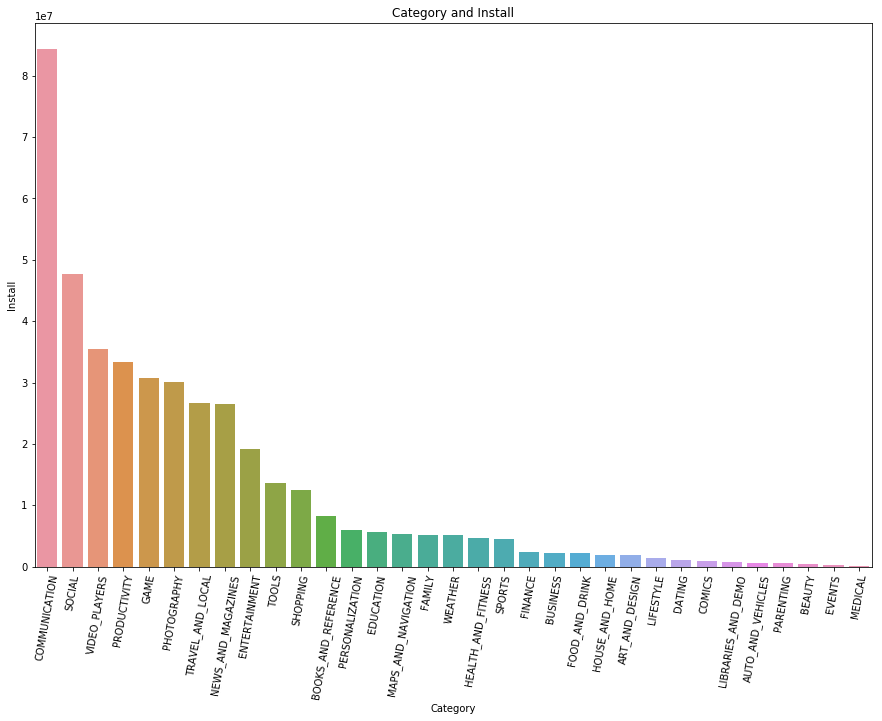 Category and Install
1e7
8
7
6
5
4
3
2
1
0
Install
COMMUNICATION
SOCIAL
VIDEO_PLAYERS
PRODUCTIVITY
GAME
PHOTOGRAPHY
TRAVEL_AND_LOCAL
NEWS_AND_MAGAZINES
ENTERTAINMENT
TOOLS
SHOPPING
BOOKS_AND_REFERENCE
PERSONALIZATION
EDUCATION
MAPS_AND_NAVIGATION
FAMILY
WEATHER
HEALTH_AND_FITNESS
SPORTS
FINANCE
BUSINESS
FOOD_AND_DRINK
HOUSE_AND_HOME
ART_AND_DESIGN
LIFESTYLE
DATING
COMICS
LIBRARIES_AND_DEMO
AUTO_AND_VEHICLES
PARENTING
BEAUTY
EVENTS
MEDICAL
Category